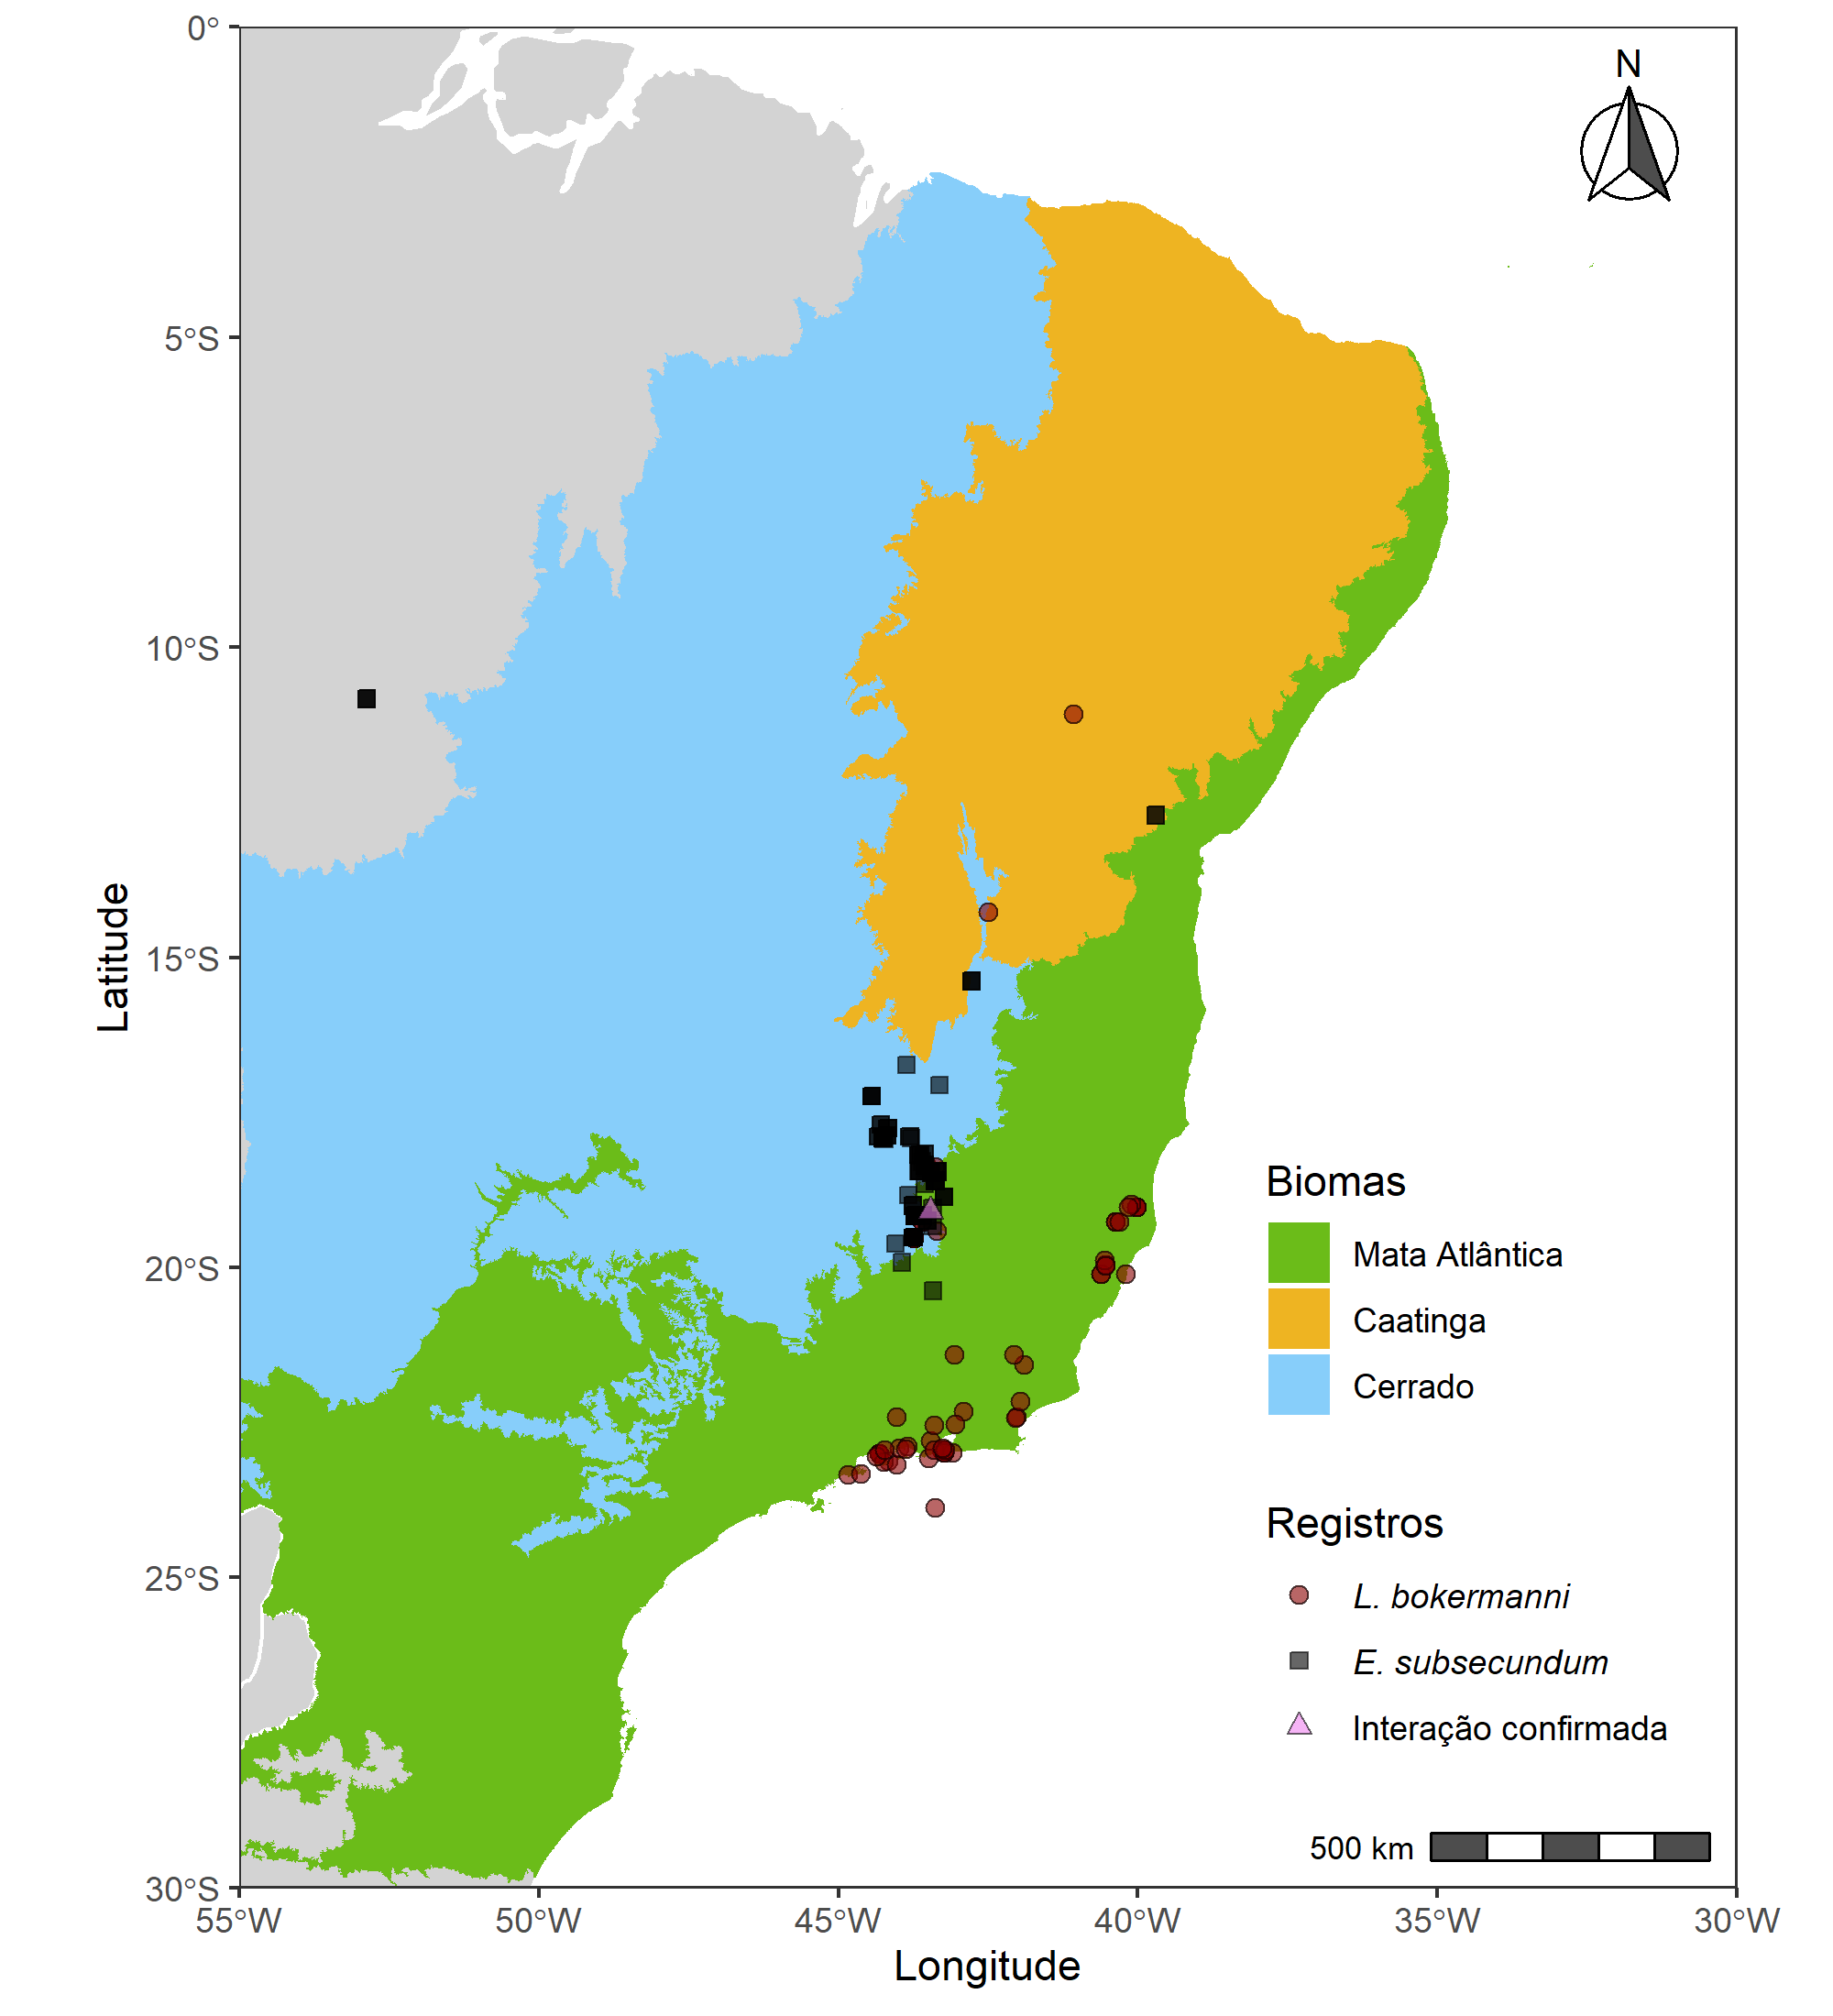 N
0°
5°S
10°S
15°S
20°S
25°S
30°S
Latitude
55°W
50°W
45°W
40°W
35°W
30°W
Longitude
Biomas
Mata Atlântica
Caatinga
Cerrado
Registros
L. bokermanni
E. subsecundum
Interação confirmada
500 km